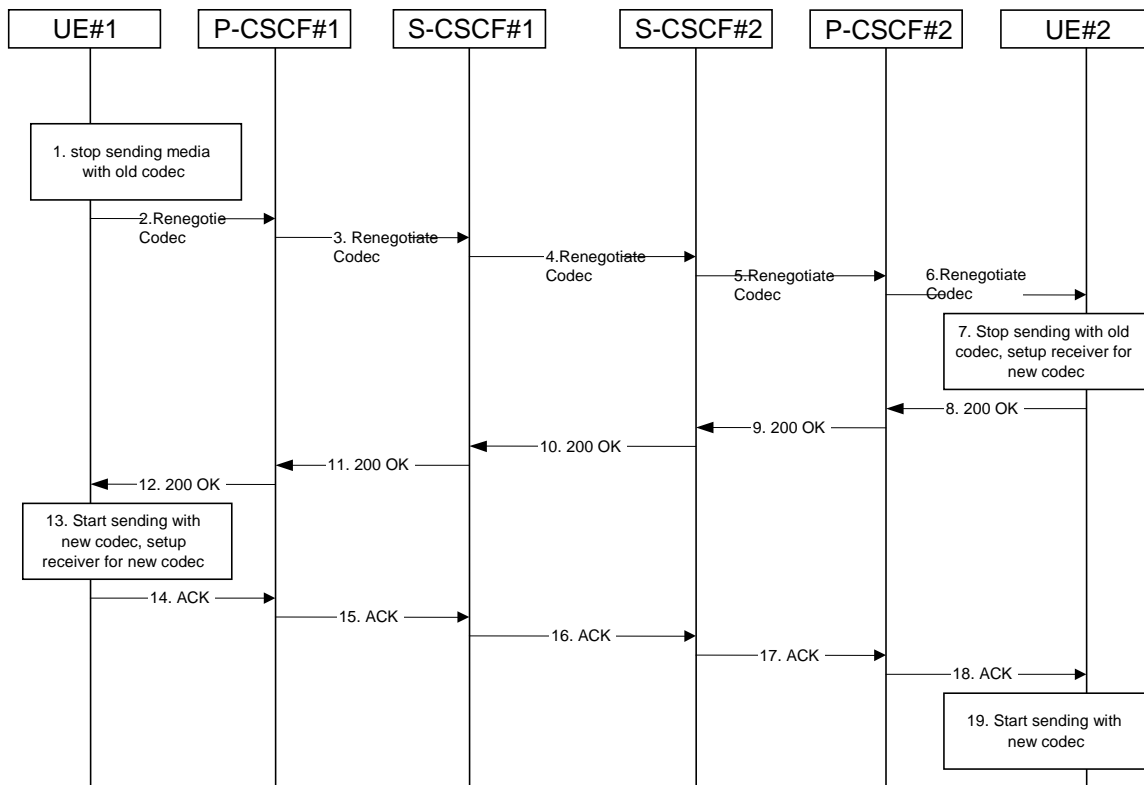 UE#1
P-CSCF#1
S-CSCF#1
S-CSCF#2
P-CSCF#2
UE#2
1. stop sending media
with old codec
2.Renegotie
Codec
3. Renegotiate
Codec
4.Renegotiate
Codec
5.Renegotiate
Codec
6.Renegotiate
Codec
7. Stop sending with old
codec, setup receiver for
new codec
8. 200 OK
9. 200 OK
10. 200 OK
11. 200 OK
12. 200 OK
13. Start sending with
new codec, setup
receiver for new codec
14. ACK
15. ACK
16. ACK
17. ACK
18. ACK
19. Start sending with
new codec